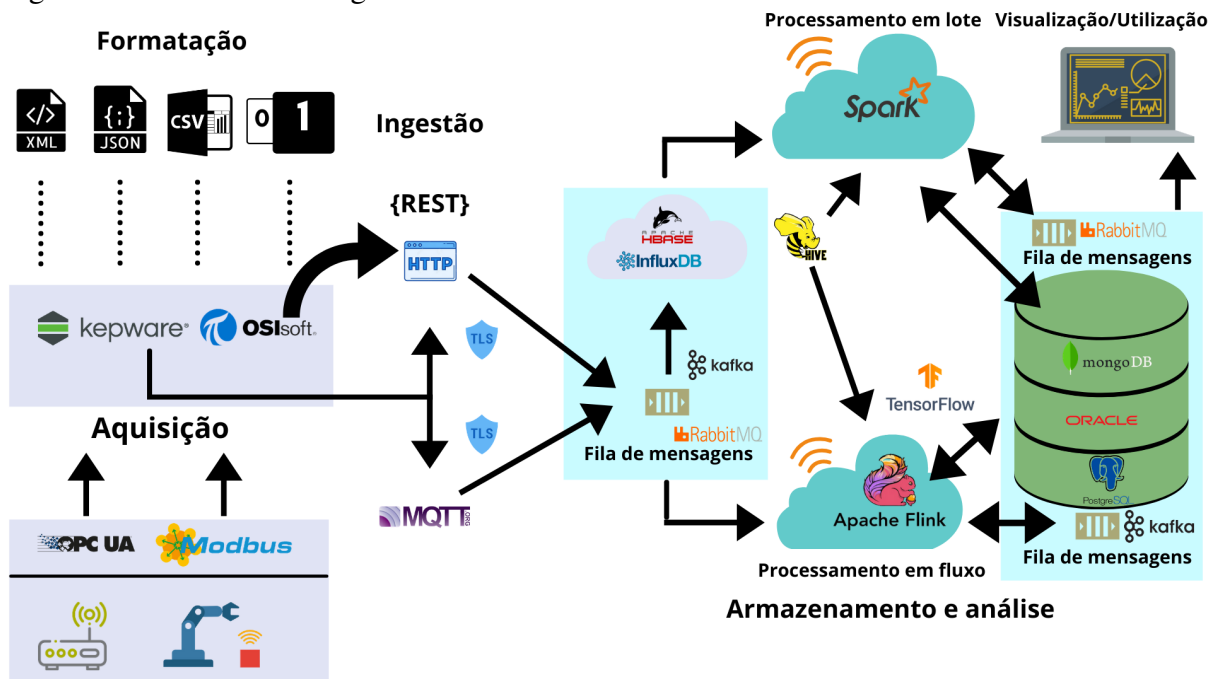 Formatação
</>
XML
{;}
JSON
CSV
0
1
Ingestão
{REST}
HTTP
kepware®
OSIsoft.
TLS
TLS
Aquisição
OPC UA
Modbus
MQTT
ORG
APACHE
HBASE
InfluxDB
kafka
RabbitMQ
Fila de mensagens
Processamento em lote
Spark
HIVE
TensorFlow
Apache Flink
Processamento em fluxo
Armazenamento e análise
Visualização/Utilização
RabbitMQ
Fila de mensagens
mongoDB
ORACLE
PostgreSQL
kafka
Fila de mensagens